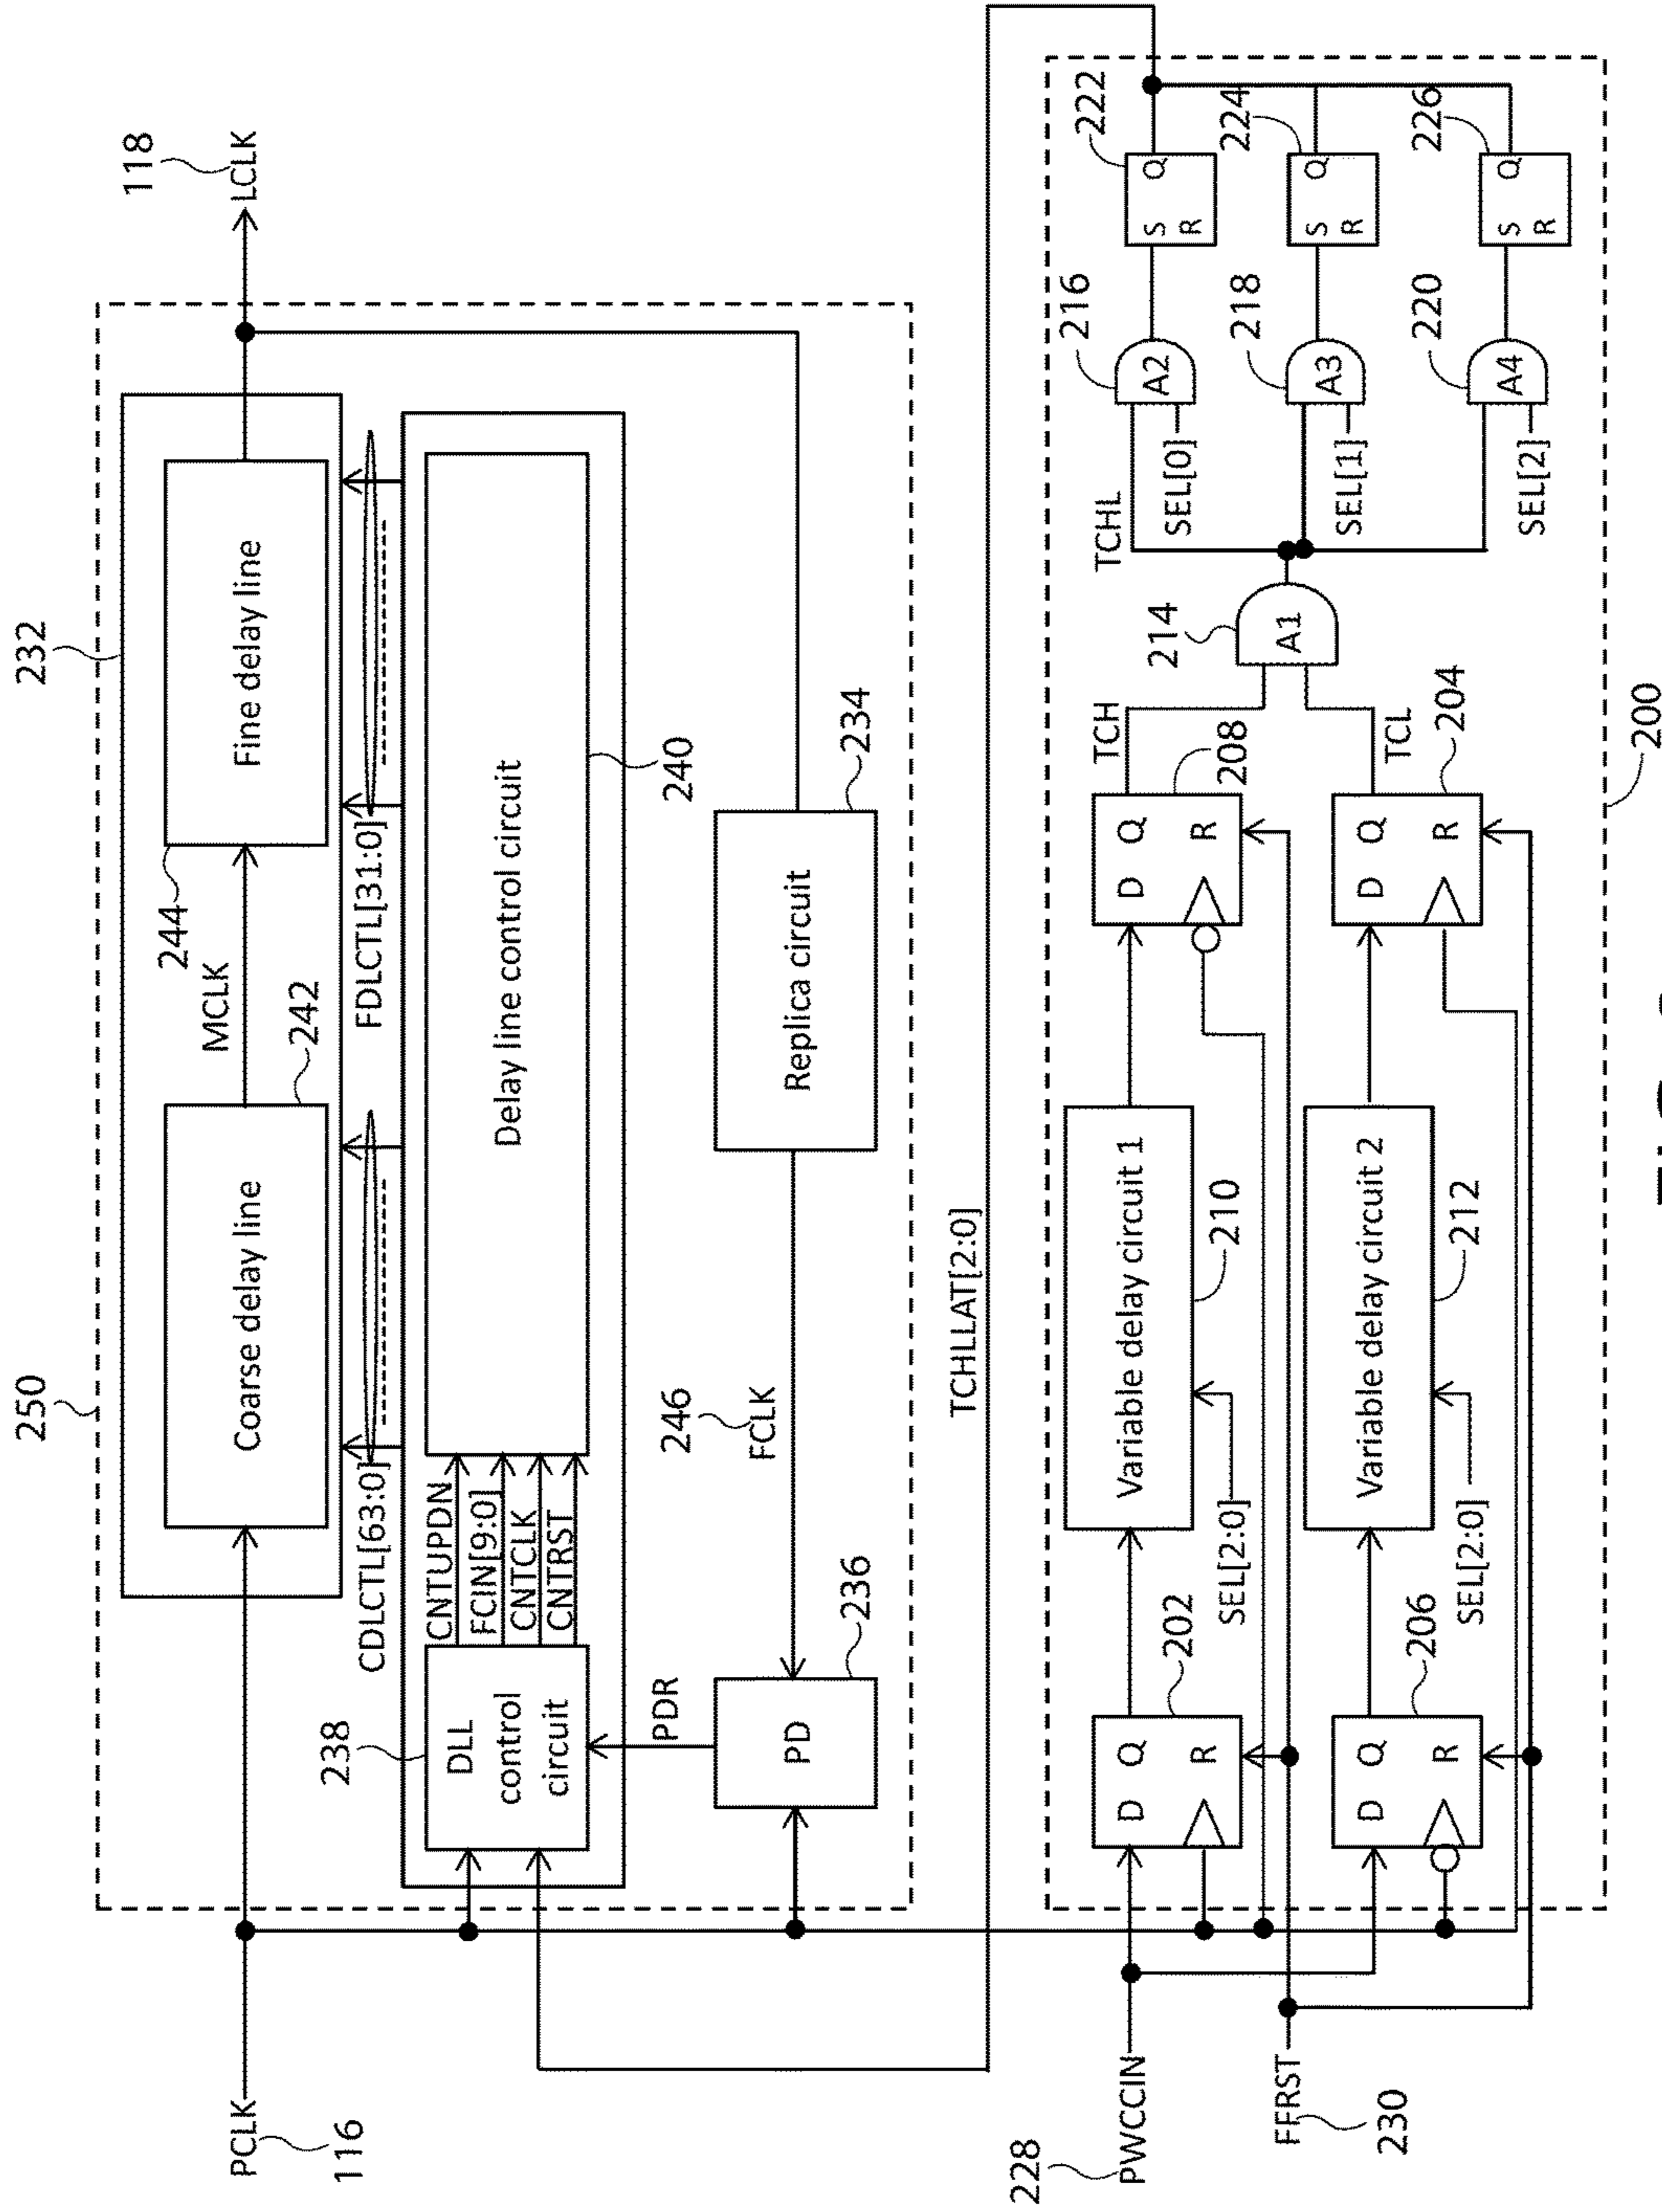 232
250
244
Coarse delay line
MCLK
Fine delay line
118
LCLK
242
CDLCTL[63:0]
FDLCTL[31:0]
PCLK
116
238
DLL
control
circuit
CNTUPDN
FCIN[9:0]
CNTCLK
CNTRST
Delay line control circuit
240
PDR
PD
236
246
FCLK
Replica circuit
234
TCHLLAT[2:0]
228
PWCCIN
FFRST
230
D Q
R
202
Variable delay circuit 1
210
SEL[2:0]
D Q
R
208
TCH
D Q
R
206
Variable delay circuit 2
212
SEL[2:0]
D Q
R
204
TCL
214
A1
TCHL
216
A2
SEL[0]
218
A3
SEL[1]
220
A4
SEL[2]
222
S Q
R
224
S Q
R
226
S Q
R
200